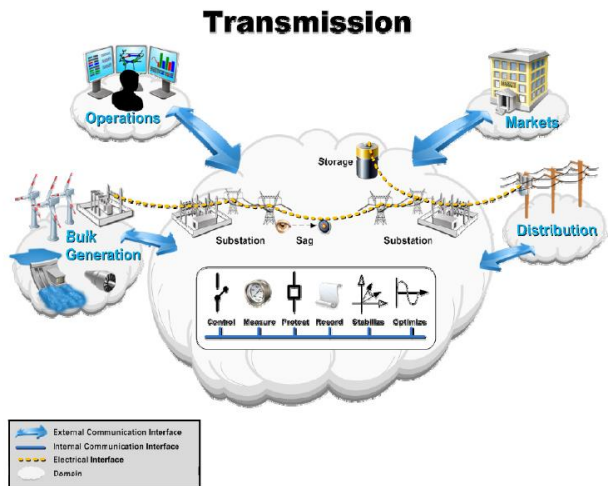 Transmission
Operations
Markets
Storage
Bulk
Generation
Substation
Sag
Substation
Distribution
Control
Measure
Protect
Record
Stabilize
Optimize
External Communication Interface
Internal Communication Interface
Electrical Interface
Domain